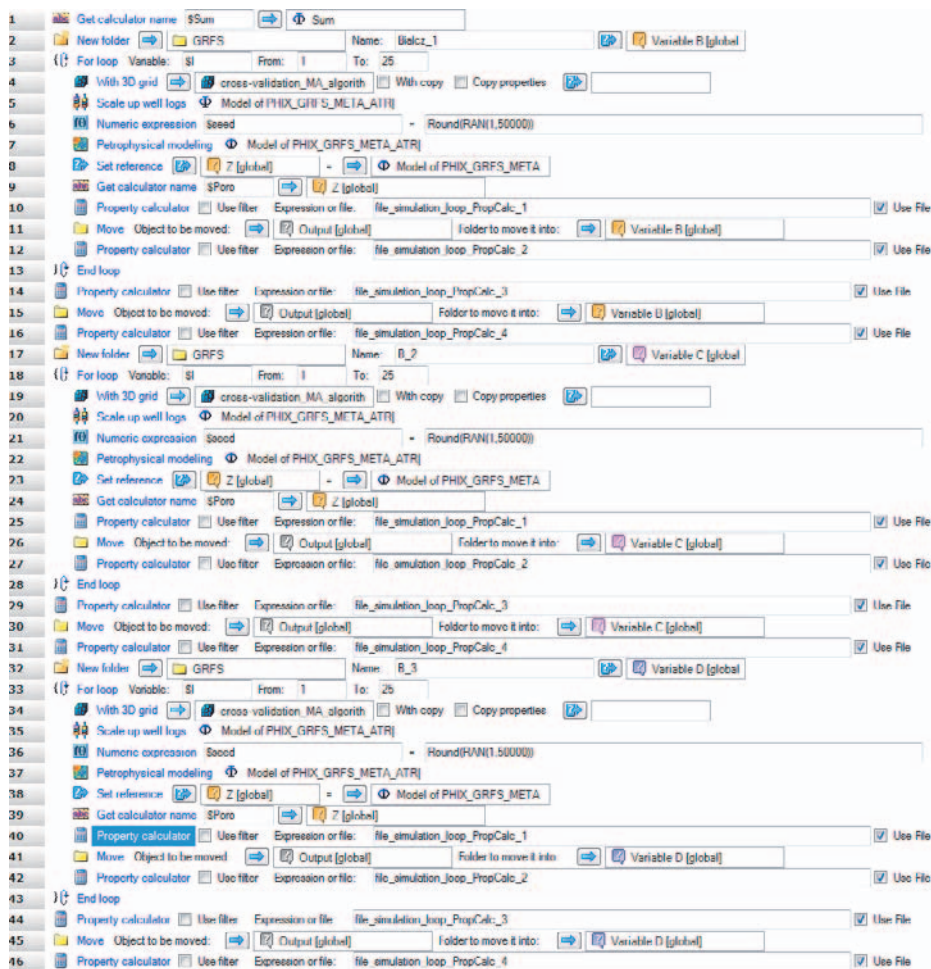 1 Get calculator name $Sum Sum
2 New folder GRFS Name: Bialcz_1 Variable B [global
3 For loop Variable: $I From: 1 To: 25
4 With 3D grid cross-validation_MA_algorith With copy Copy properties
5 Scale up well logs Model of PHIX_GRFS_META_ATR|
6 Numeric expression $seed = Round(RAN(1,50000))
7 Petrophysical modeling Model of PHIX_GRFS_META_ATR|
8 Set reference Z [global] = Model of PHIX_GRFS_META
9 Get calculator name $Poro Z [global]
10 Property calculator Use filter Expression or file: file_simulation_loop_PropCalc_1 Use File
11 Move Object to be moved: Output [global] Folder to move it into: Variable B [global]
12 Property calculator Use filter Expression or file: file_simulation_loop_PropCalc_2 Use File
13 End loop
14 Property calculator Use filter Expression or file: file_simulation_loop_PropCalc_3 Use File
15 Move Object to be moved: Output [global] Folder to move it into: Variable B [global]
16 Property calculator Use filter Expression or file: file_simulation_loop_PropCalc_4 Use File
17 New folder GRFS Name: B_2 Variable C [global
18 For loop Variable: $I From: 1 To: 25
19 With 3D grid cross-validation_MA_algorith With copy Copy properties
20 Scale up well logs Model of PHIX_GRFS_META_ATR|
21 Numeric expression $seed = Round(RAN(1,50000))
22 Petrophysical modeling Model of PHIX_GRFS_META_ATR|
23 Set reference Z [global] = Model of PHIX_GRFS_META
24 Get calculator name $Poro Z [global]
25 Property calculator Use filter Expression or file: file_simulation_loop_PropCalc_1 Use File
26 Move Object to be moved: Output [global] Folder to move it into: Variable C [global]
27 Property calculator Use filter Expression or file: file_simulation_loop_PropCalc_2 Use File
28 End loop
29 Property calculator Use filter Expression or file: file_simulation_loop_PropCalc_3 Use File
30 Move Object to be moved: Output [global] Folder to move it into: Variable C [global]
31 Property calculator Use filter Expression or file: file_simulation_loop_PropCalc_4 Use File
32 New folder GRFS Name: B_3 Variable D [global
33 For loop Variable: $I From: 1 To: 25
34 With 3D grid cross-validation_MA_algorith With copy Copy properties
35 Scale up well logs Model of PHIX_GRFS_META_ATR|
36 Numeric expression $seed = Round(RAN(1,50000))
37 Petrophysical modeling Model of PHIX_GRFS_META_ATR|
38 Set reference Z [global] = Model of PHIX_GRFS_META
39 Get calculator name $Poro Z [global]
40 Property calculator Use filter Expression or file: file_simulation_loop_PropCalc_1 Use File
41 Move Object to be moved Output [global] Folder to move it into Variable D [global]
42 Property calculator Use filter Expression or file: file_simulation_loop_PropCalc_2 Use File
43 End loop
44 Property calculator Use filter Expression or file file_simulation_loop_PropCalc_3 Use File
45 Move Object to be moved: Output [global] Folder to move it into: Variable D [global]
46 Property calculator Use filter Expression or file: file_simulation_loop_PropCalc_4 Use File